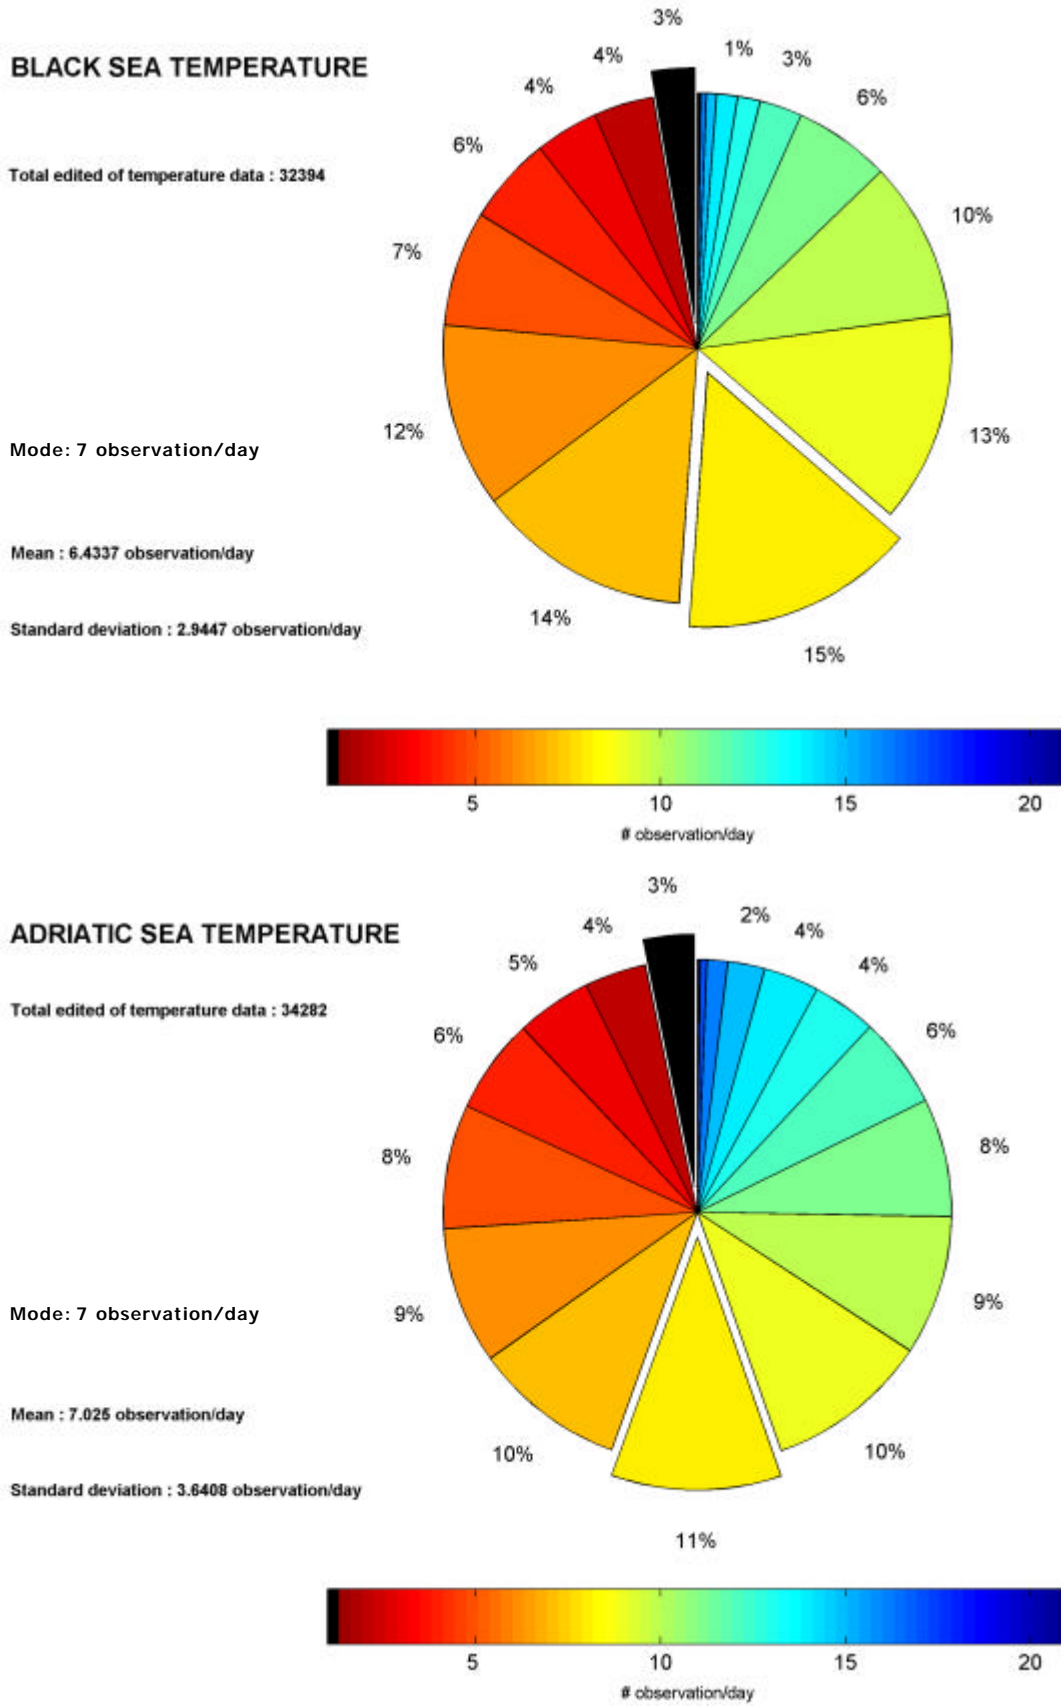 BLACK SEA TEMPERATURE
Total edited of temperature data : 32394
Mode: 7 observation/day
Mean : 6.4337 observation/day
Standard deviation : 2.9447 observation/day
3%
4%
4%
6%
7%
12%
14%
15%
13%
10%
6%
3%
1%
5 10 15 20
# observation/day
ADRIATIC SEA TEMPERATURE
Total edited of temperature data : 34282
Mode: 7 observation/day
Mean : 7.025 observation/day
Standard deviation : 3.6408 observation/day
3%
4%
5%
6%
8%
9%
10%
11%
10%
9%
8%
6%
4%
4%
2%
5 10 15 20
# observation/day